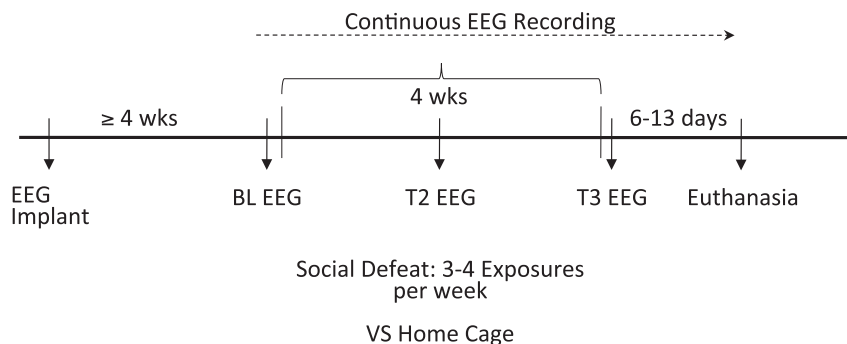 Continuous EEG Recording
4 wks
≥ 4 wks
6-13 days
EEG
Implant
BL EEG
T2 EEG
T3 EEG
Euthanasia
Social Defeat: 3-4 Exposures
per week
VS Home Cage